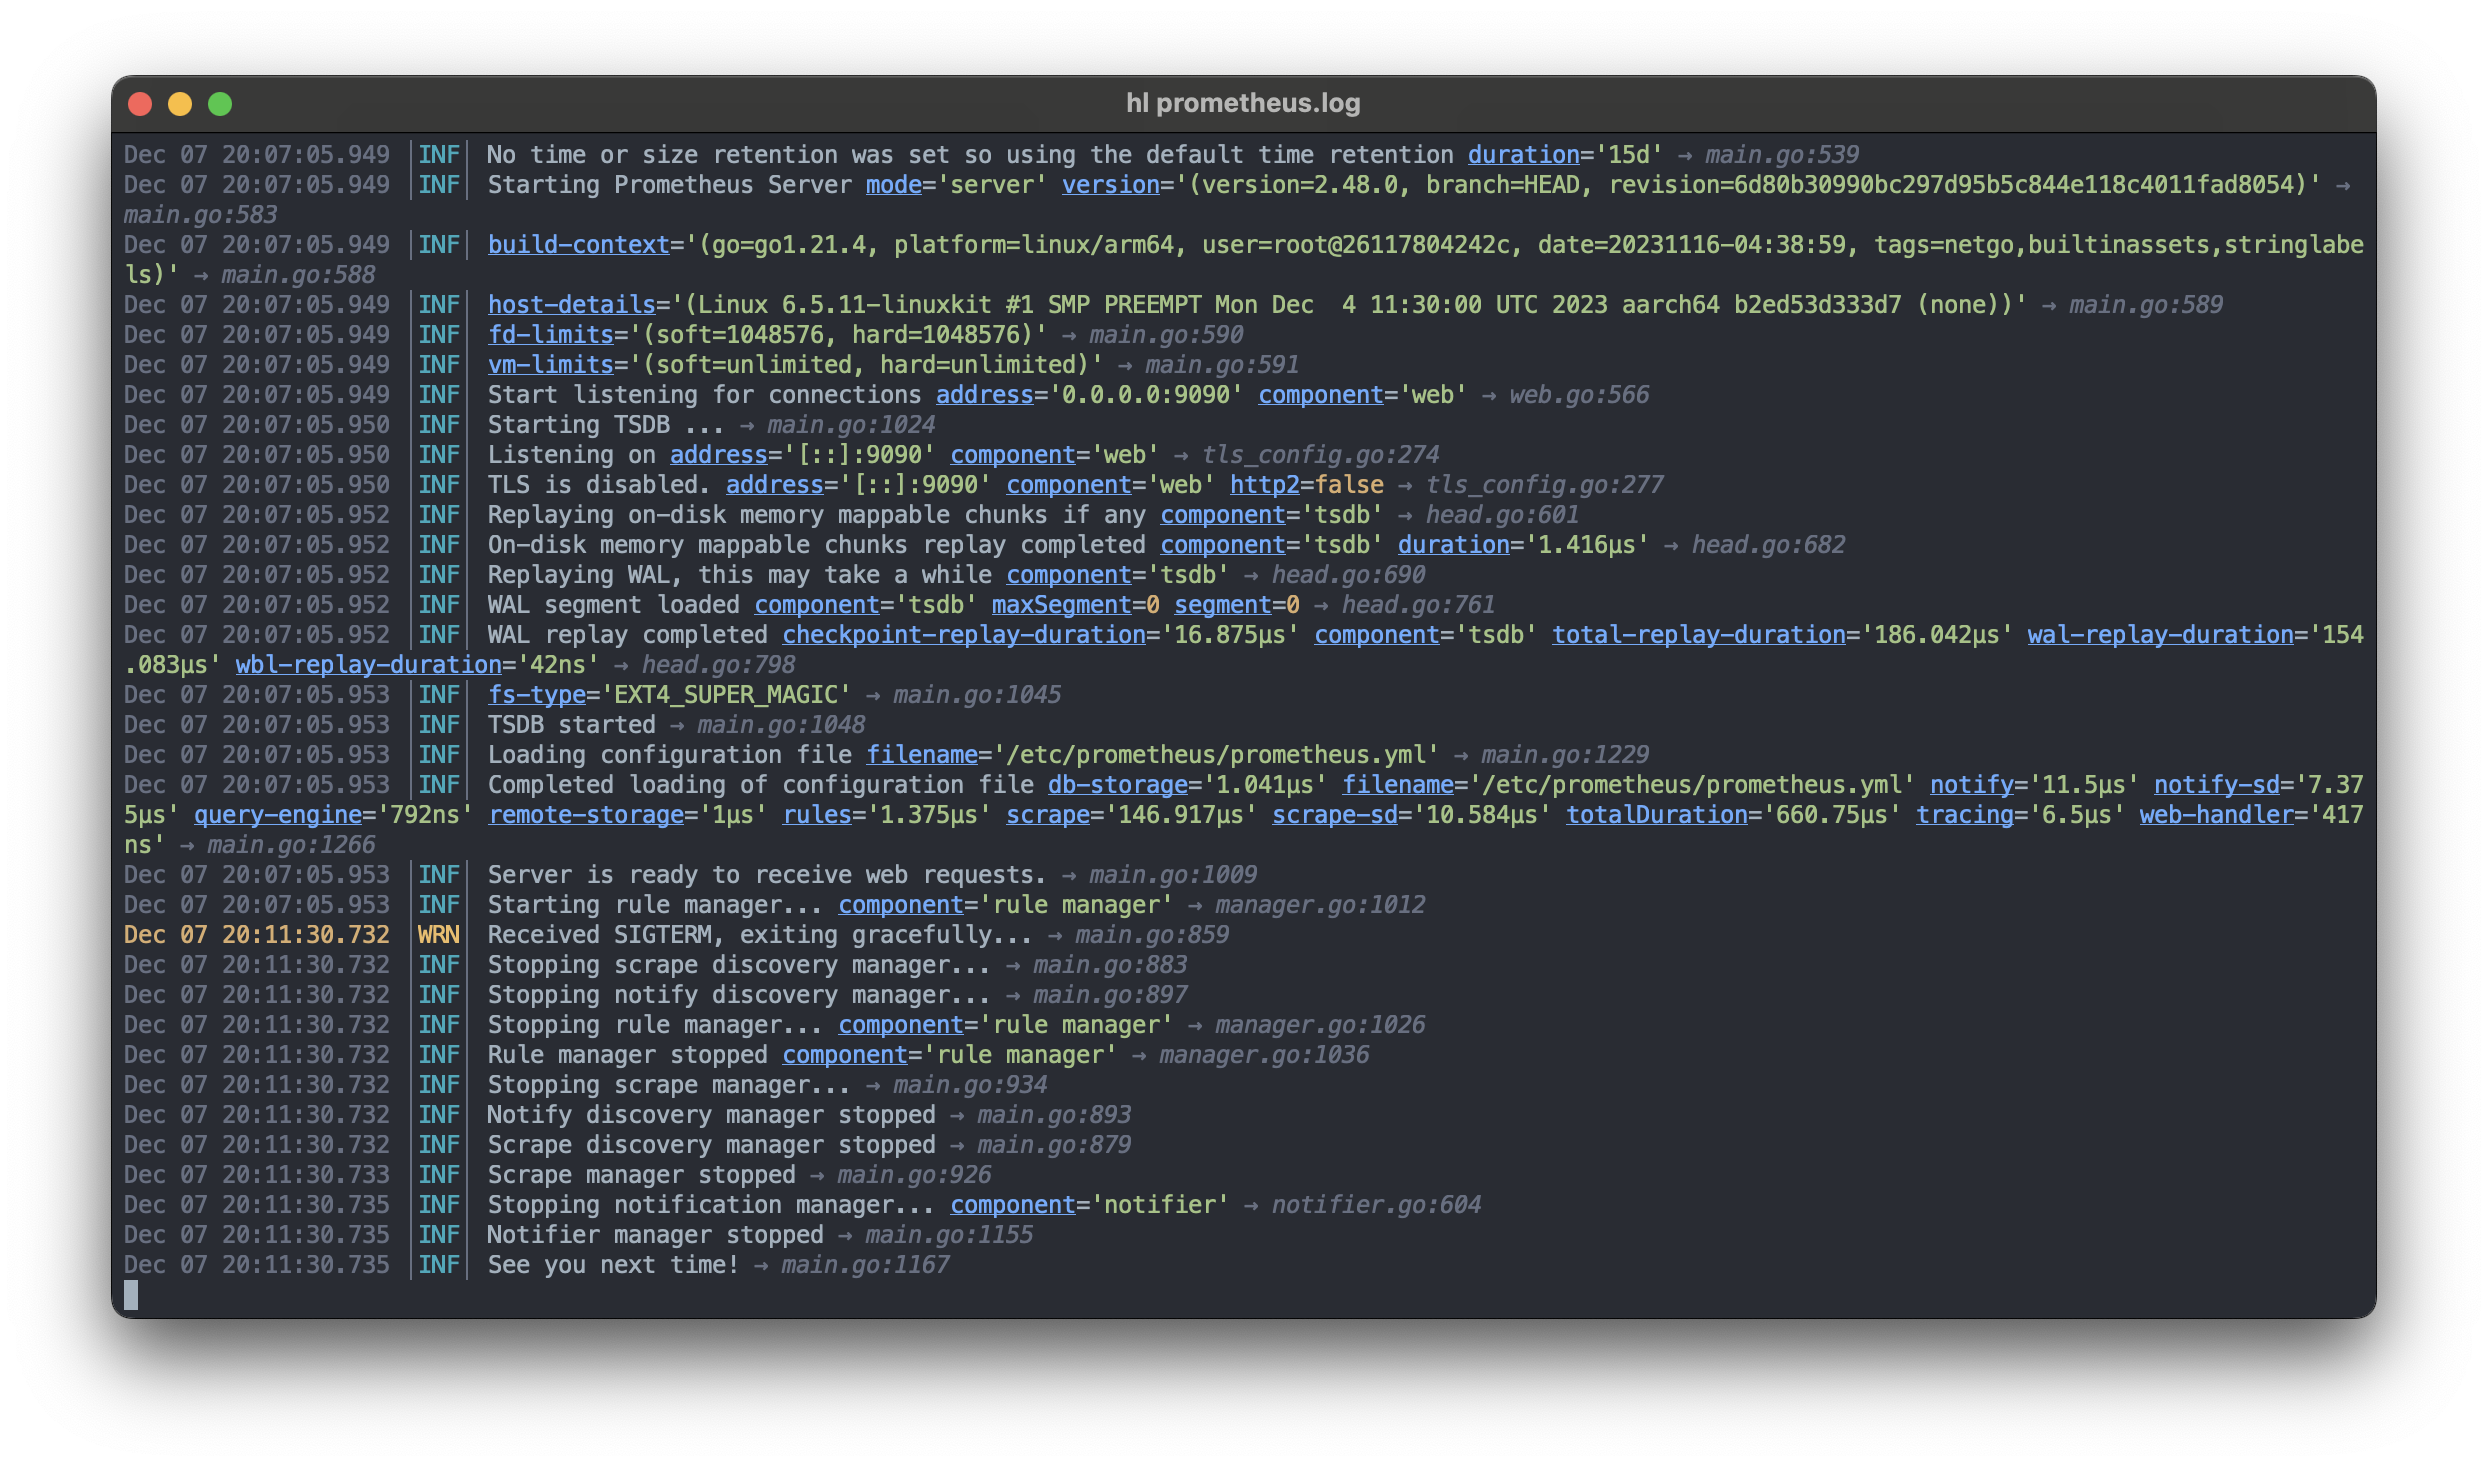 hl prometheus.log
Dec 07 20:07:05.949 |INF| No time or size retention was set so using the default time retention duration='15d' → main.go:539
Dec 07 20:07:05.949 |INF| Starting Prometheus Server mode='server' version='(version=2.48.0, branch=HEAD, revision=6d80b30990bc297d95b5c844e118c4011fad8054)' →
main.go:583
Dec 07 20:07:05.949 |INF| build-context='(go=go1.21.4, platform=linux/arm64, user=root@26117804242c, date=20231116-04:38:59, tags=netgo,builtinassets,stringlabe
ls)' → main.go:588
Dec 07 20:07:05.949 |INF| host-details='(Linux 6.5.11-linuxkit #1 SMP PREEMPT Mon Dec  4 11:30:00 UTC 2023 aarch64 b2ed53d333d7 (none))' → main.go:589
Dec 07 20:07:05.949 |INF| fd-limits='(soft=1048576, hard=1048576)' → main.go:590
Dec 07 20:07:05.949 |INF| vm-limits='(soft=unlimited, hard=unlimited)' → main.go:591
Dec 07 20:07:05.949 |INF| Start listening for connections address='0.0.0.0:9090' component='web' → web.go:566
Dec 07 20:07:05.950 |INF| Starting TSDB ... → main.go:1024
Dec 07 20:07:05.950 |INF| Listening on address='[::]:9090' component='web' → tls_config.go:274
Dec 07 20:07:05.950 |INF| TLS is disabled. address='[::]:9090' component='web' http2=false → tls_config.go:277
Dec 07 20:07:05.952 |INF| Replaying on-disk memory mappable chunks if any component='tsdb' → head.go:601
Dec 07 20:07:05.952 |INF| On-disk memory mappable chunks replay completed component='tsdb' duration='1.416µs' → head.go:682
Dec 07 20:07:05.952 |INF| Replaying WAL, this may take a while component='tsdb' → head.go:690
Dec 07 20:07:05.952 |INF| WAL segment loaded component='tsdb' maxSegment=0 segment=0 → head.go:761
Dec 07 20:07:05.952 |INF| WAL replay completed checkpoint-replay-duration='16.875µs' component='tsdb' total-replay-duration='186.042µs' wal-replay-duration='154
.083µs' wbl-replay-duration='42ns' → head.go:798
Dec 07 20:07:05.953 |INF| fs-type='EXT4_SUPER_MAGIC' → main.go:1045
Dec 07 20:07:05.953 |INF| TSDB started → main.go:1048
Dec 07 20:07:05.953 |INF| Loading configuration file filename='/etc/prometheus/prometheus.yml' → main.go:1229
Dec 07 20:07:05.953 |INF| Completed loading of configuration file db-storage='1.041µs' filename='/etc/prometheus/prometheus.yml' notify='11.5µs' notify-sd='7.37
5µs' query-engine='792ns' remote-storage='1µs' rules='1.375µs' scrape='146.917µs' scrape-sd='10.584µs' totalDuration='660.75µs' tracing='6.5µs' web-handler='417
ns' → main.go:1266
Dec 07 20:07:05.953 |INF| Server is ready to receive web requests. → main.go:1009
Dec 07 20:07:05.953 |INF| Starting rule manager... component='rule manager' → manager.go:1012
Dec 07 20:11:30.732 |WRN| Received SIGTERM, exiting gracefully... → main.go:859
Dec 07 20:11:30.732 |INF| Stopping scrape discovery manager... → main.go:883
Dec 07 20:11:30.732 |INF| Stopping notify discovery manager... → main.go:897
Dec 07 20:11:30.732 |INF| Stopping rule manager... component='rule manager' → manager.go:1026
Dec 07 20:11:30.732 |INF| Rule manager stopped component='rule manager' → manager.go:1036
Dec 07 20:11:30.732 |INF| Stopping scrape manager... → main.go:934
Dec 07 20:11:30.732 |INF| Notify discovery manager stopped → main.go:893
Dec 07 20:11:30.732 |INF| Scrape discovery manager stopped → main.go:879
Dec 07 20:11:30.733 |INF| Scrape manager stopped → main.go:926
Dec 07 20:11:30.735 |INF| Stopping notification manager... component='notifier' → notifier.go:604
Dec 07 20:11:30.735 |INF| Notifier manager stopped → main.go:1155
Dec 07 20:11:30.735 |INF| See you next time! → main.go:1167